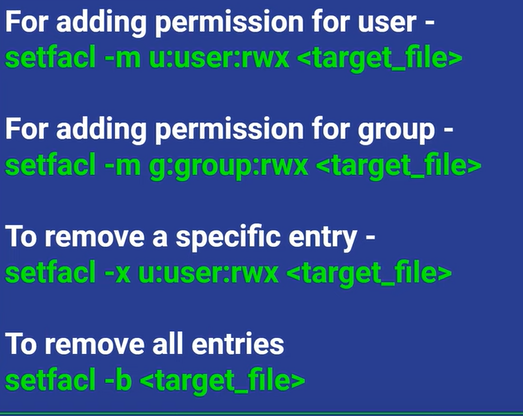 For adding permission for user -
setfacl -m u:user:rwx <target_file>
For adding permission for group -
setfacl -m g:group:rwx <target_file>
To remove a specific entry -
setfacl -x u:user:rwx <target_file>
To remove all entries
setfacl -b <target_file>